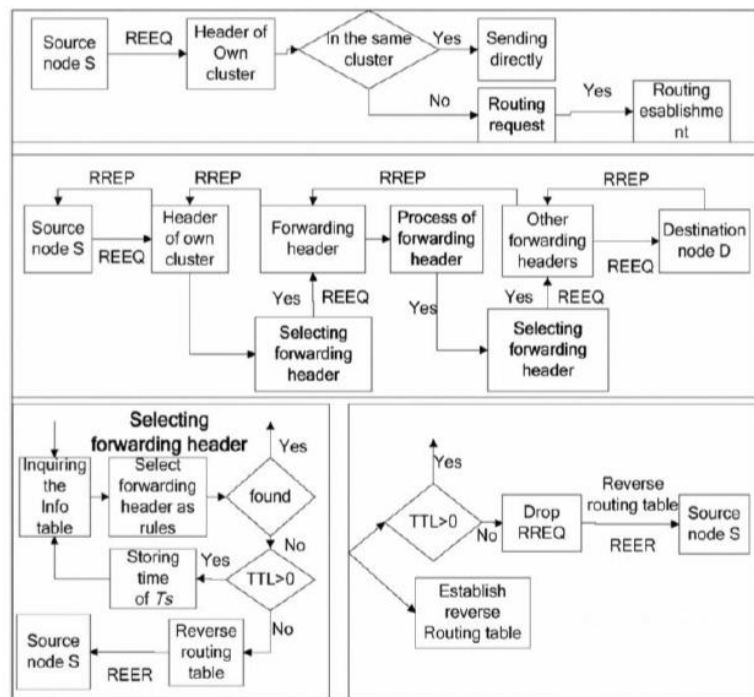 Source
node S
REEQ
Header of
Own
cluster
In the same
cluster
Yes
Sending
directly
No
Routing
request
Yes
Routing
esablishme
nt
RREP
RREP
RREP
RREP
Source
node S
REEQ
Header
of own
cluster
Forwarding
header
Process of
forwarding
header
Other
forwarding
headers
REEQ
Destination
node D
Yes
REEQ
Selecting
forwarding
header
Yes
Yes
REEQ
Selecting
forwarding
header
Selecting
forwarding header
Yes
Inquiring
the
Info
table
Select
forwarding
header as
rules
found
No
Storing
time
of Ts
Yes
TTL>0
No
Source
node S
REER
Reverse
routing
table
Yes
TTL>0
No
Drop
RREQ
Reverse
routing table
REER
Source
node S
Establish
reverse
Routing table